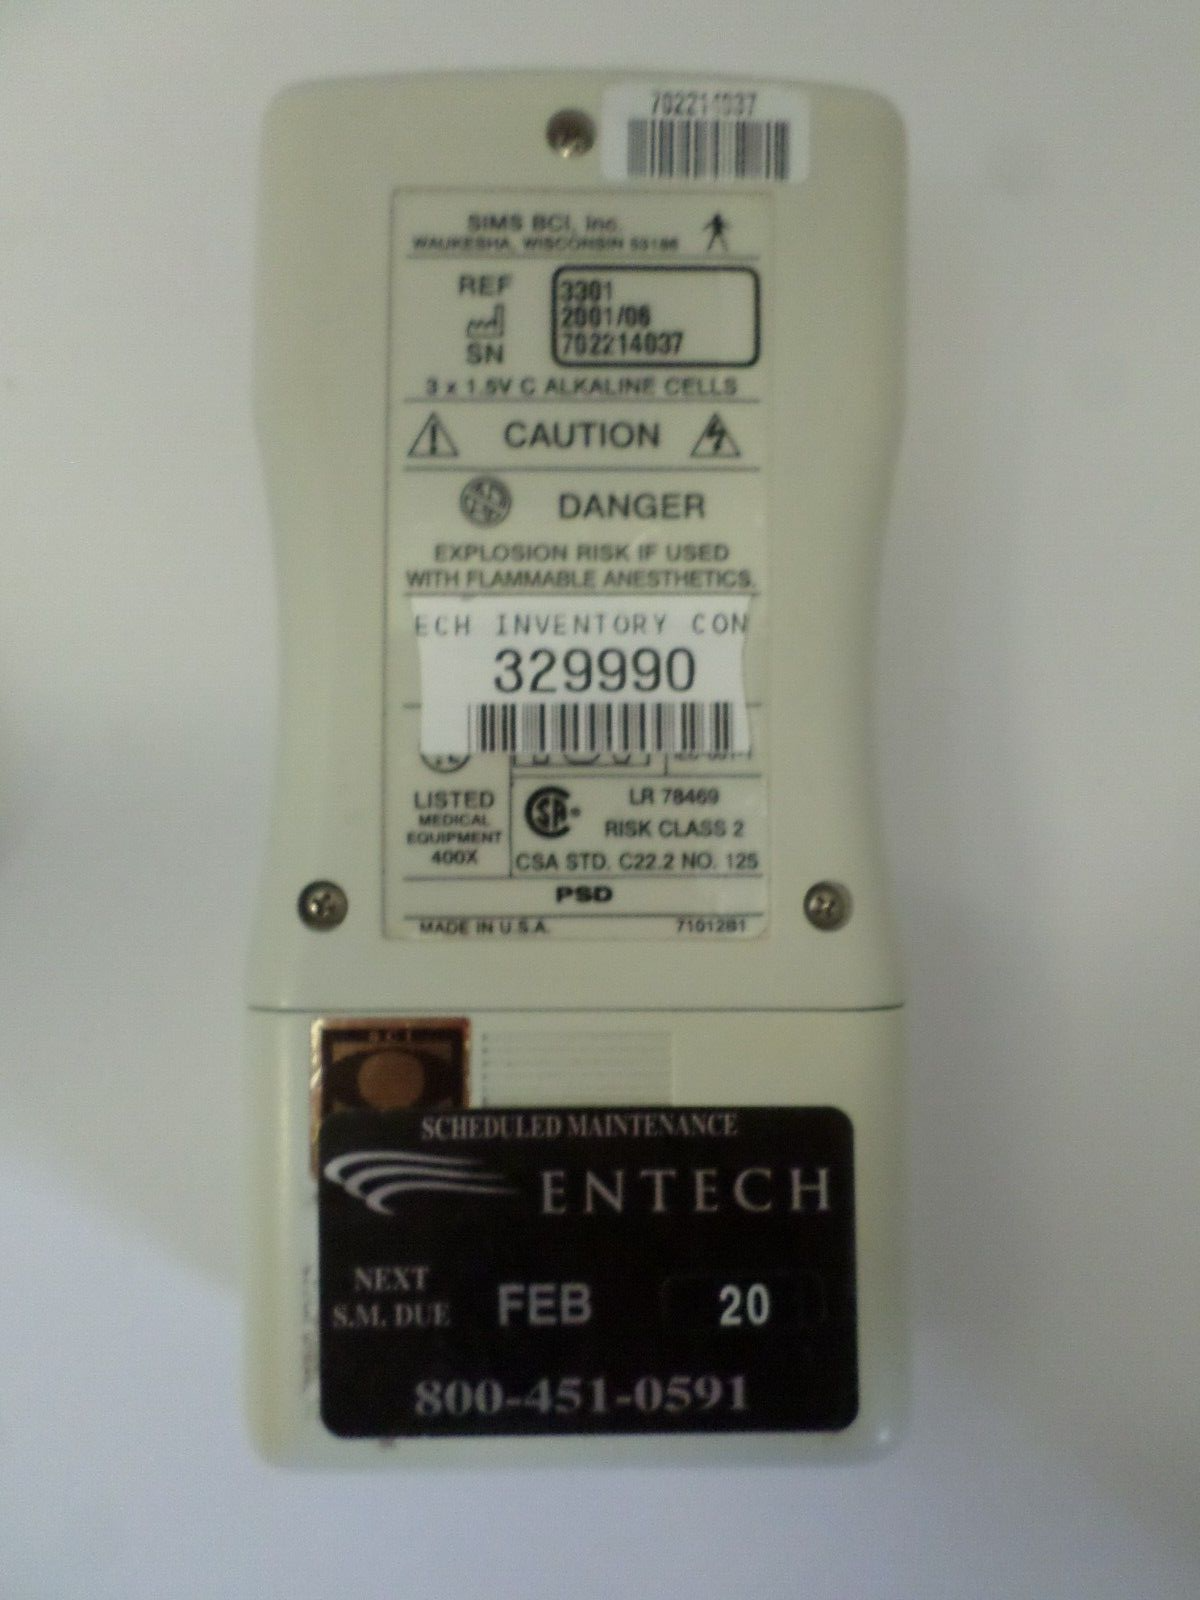 702214037
SIMS BCI, Inc.
WAUKESHA, WISCONSIN 53186
REF 3301
2001/06
SN 702214037
3 x 1.5V C ALKALINE CELLS
CAUTION
DANGER
EXPLOSION RISK IF USED
WITH FLAMMABLE ANESTHETICS.
ECH INVENTORY CON
329990
LISTED
MEDICAL
EQUIPMENT
400X
LR 78469
RISK CLASS 2
CSA STD. C22.2 NO. 125
PSD
MADE IN U.S.A. 71012B1
SCHEDULED MAINTENANCE
ENTECH
NEXT
S.M. DUE FEB 20
800-451-0591